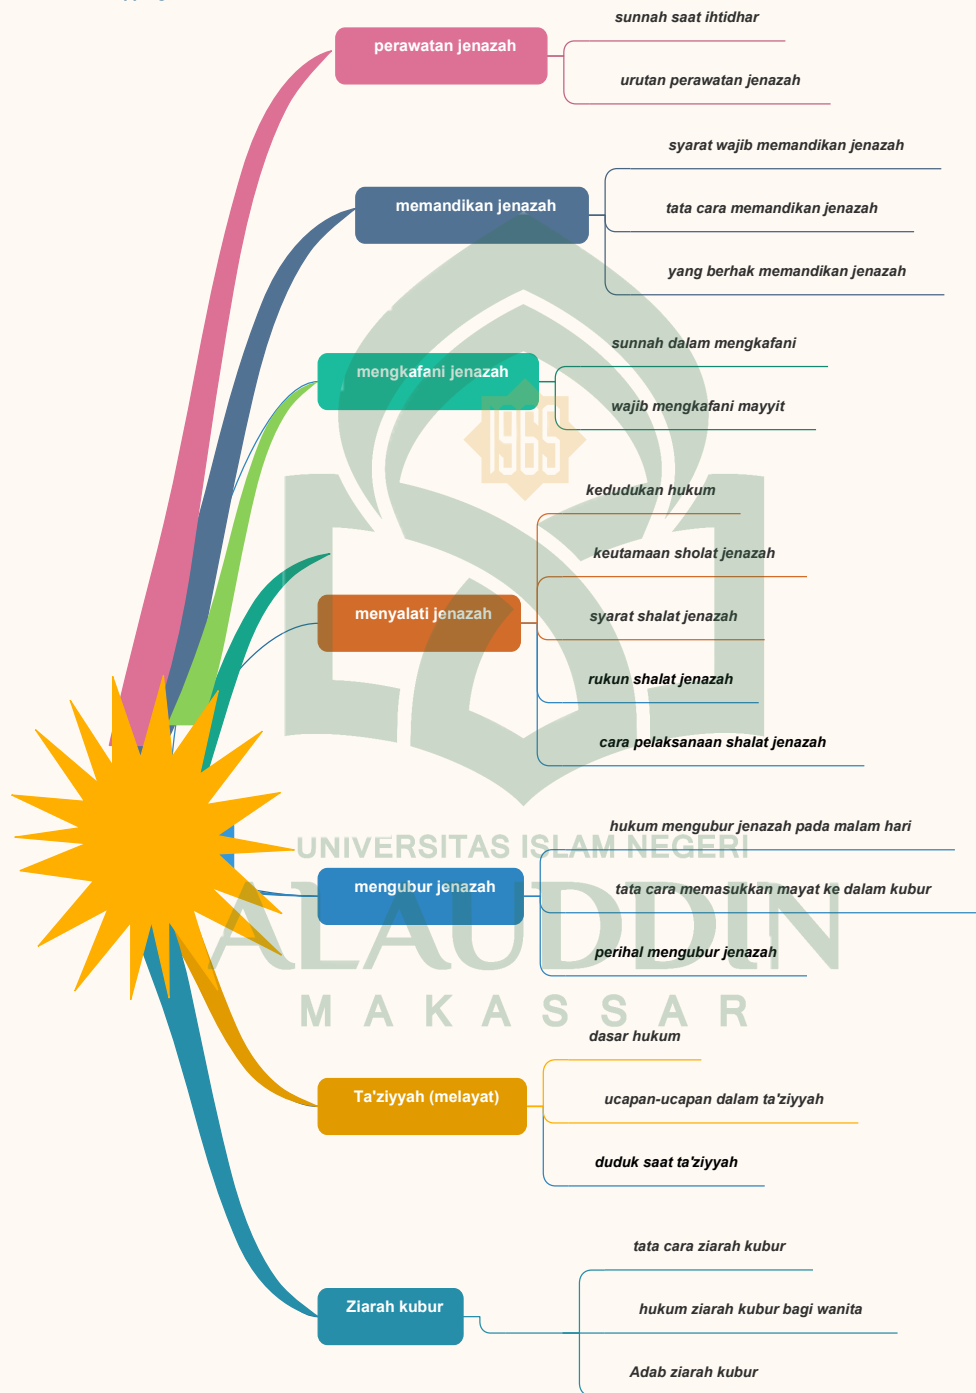 sunnah saat ihtidhar
perawatan jenazah
urutan perawatan jenazah
syarat wajib memandikan jenazah
memandikan jenazah
tata cara memandikan jenazah
yang berhak memandikan jenazah
sunnah dalam mengkafani
mengkafani jenazah
wajib mengkafani mayyit
1965
kedudukan hukum
keutamaan sholat jenazah
menyalati jenazah
syarat shalat jenazah
rukun shalat jenazah
cara pelaksanaan shalat jenazah
hukum mengubur jenazah pada malam hari
UNIVERSITAS ISLAM NEGERI
mengubur jenazah
tata cara memasukkan mayat ke dalam kubur
ALAUDDIN
perihal mengubur jenazah
MAKASSAR
dasar hukum
Ta'ziyyah (melayat)
ucapan-ucapan dalam ta'ziyyah
duduk saat ta'ziyyah
tata cara ziarah kubur
Ziarah kubur
hukum ziarah kubur bagi wanita
Adab ziarah kubur